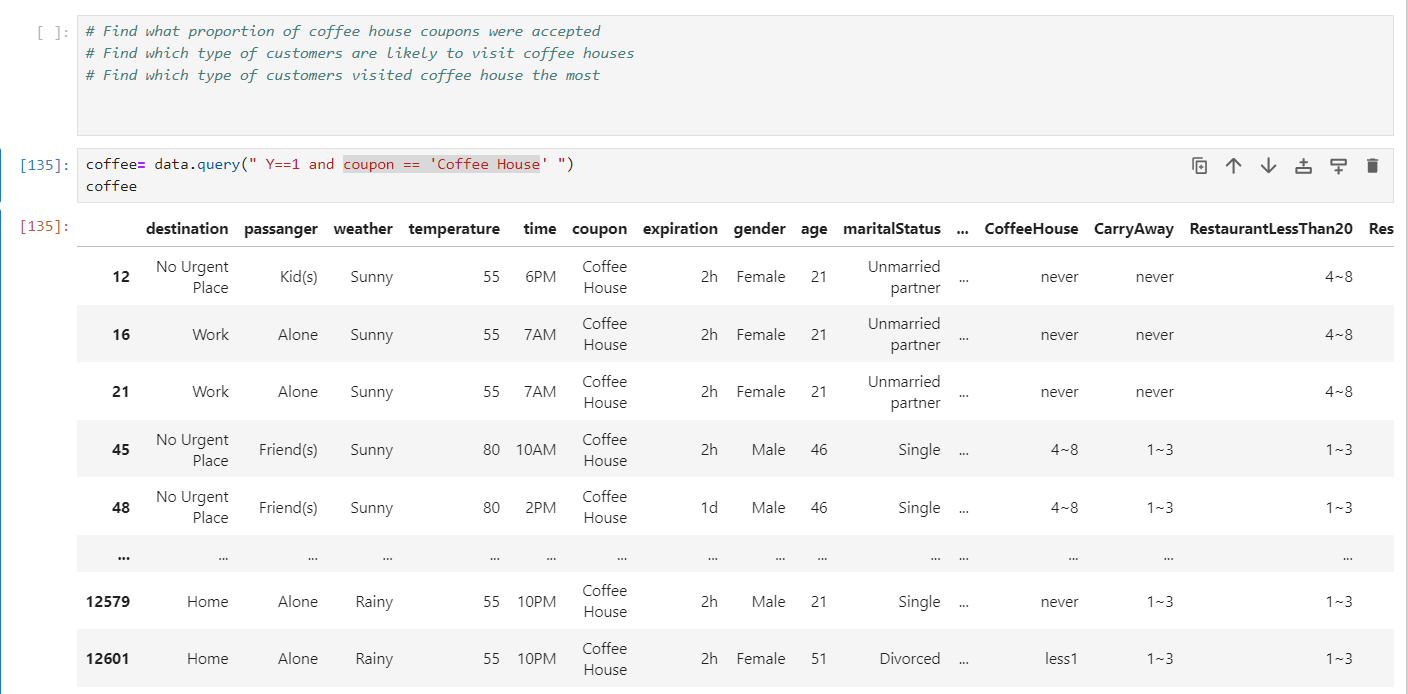 [ ]: # Find what proportion of coffee house coupons were accepted
# Find which type of customers are likely to visit coffee houses
# Find which type of customers visited coffee house the most
[135]: coffee= data.query(" Y==1 and coupon == 'Coffee House' ")
coffee
[135]: destination passanger weather temperature time coupon expiration gender age maritalStatus ... CoffeeHouse CarryAway RestaurantLessThan20 Res
12 No Urgent Place Kid(s) Sunny 55 6PM Coffee House 2h Female 21 Unmarried partner ... never never 4~8
16 Work Alone Sunny 55 7AM Coffee House 2h Female 21 Unmarried partner ... never never 4~8
21 Work Alone Sunny 55 7AM Coffee House 2h Female 21 Unmarried partner ... never never 4~8
45 No Urgent Place Friend(s) Sunny 80 10AM Coffee House 2h Male 46 Single ... 4~8 1~3 1~3
48 No Urgent Place Friend(s) Sunny 80 2PM Coffee House 1d Male 46 Single ... 4~8 1~3 1~3
... ... ... ... ... ... ... ... ... ... ... ... ... ... ...
12579 Home Alone Rainy 55 10PM Coffee House 2h Male 21 Single ... never 1~3 1~3
12601 Home Alone Rainy 55 10PM Coffee House 2h Female 51 Divorced ... less1 1~3 1~3